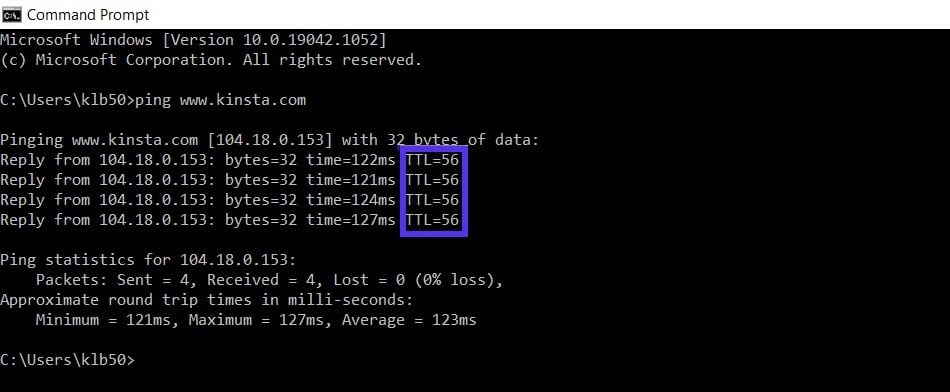 Command Prompt
Microsoft Windows [Version 10.0.19042.1052]
(c) Microsoft Corporation. All rights reserved.
C:\Users\klb50>ping www.kinsta.com
Pinging www.kinsta.com [104.18.0.153] with 32 bytes of data:
Reply from 104.18.0.153: bytes=32 time=122ms TTL=56
Reply from 104.18.0.153: bytes=32 time=121ms TTL=56
Reply from 104.18.0.153: bytes=32 time=124ms TTL=56
Reply from 104.18.0.153: bytes=32 time=127ms TTL=56
Ping statistics for 104.18.0.153:
Packets: Sent = 4, Received = 4, Lost = 0 (0% loss),
Approximate round trip times in milli-seconds:
Minimum = 121ms, Maximum = 127ms, Average = 123ms
C:\Users\klb50>